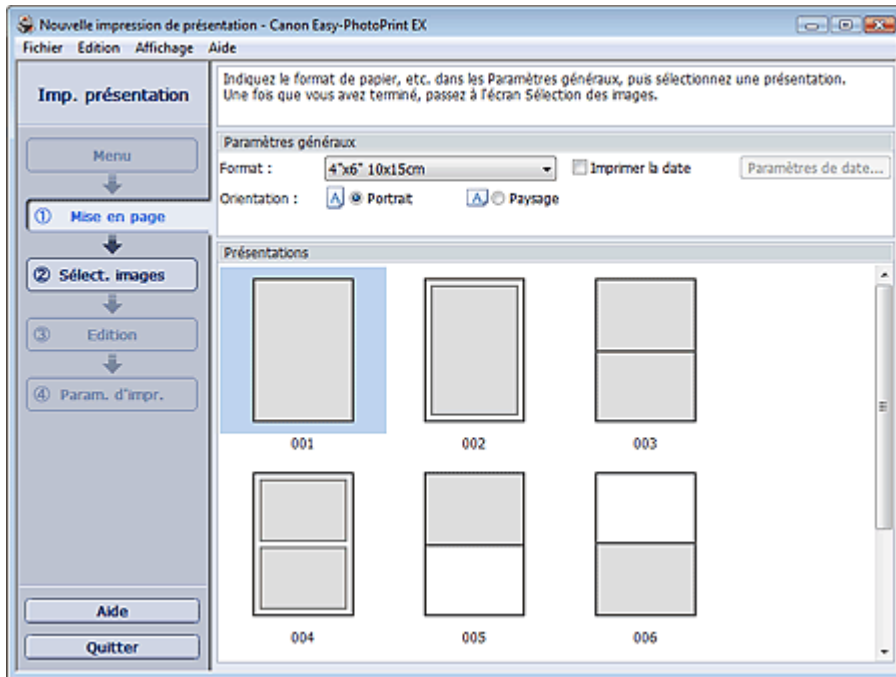 Nouvelle impression de présentation - Canon Easy-PhotoPrint EX
Fichier Edition Affichage Aide
Imp. présentation
Indiquez le format de papier, etc. dans les Paramètres généraux, puis sélectionnez une présentation.
Une fois que vous avez terminé, passez à l'écran Sélection des images.
Menu
① Mise en page
② Sélect. images
③ Edition
④ Param. d'impr.
Aide
Quitter
Paramètres généraux
Format : 4"x6" 10x15cm Imprimer la date Paramètres de date...
Orientation : A Portrait A Paysage
Présentations
001 002 003
004 005 006